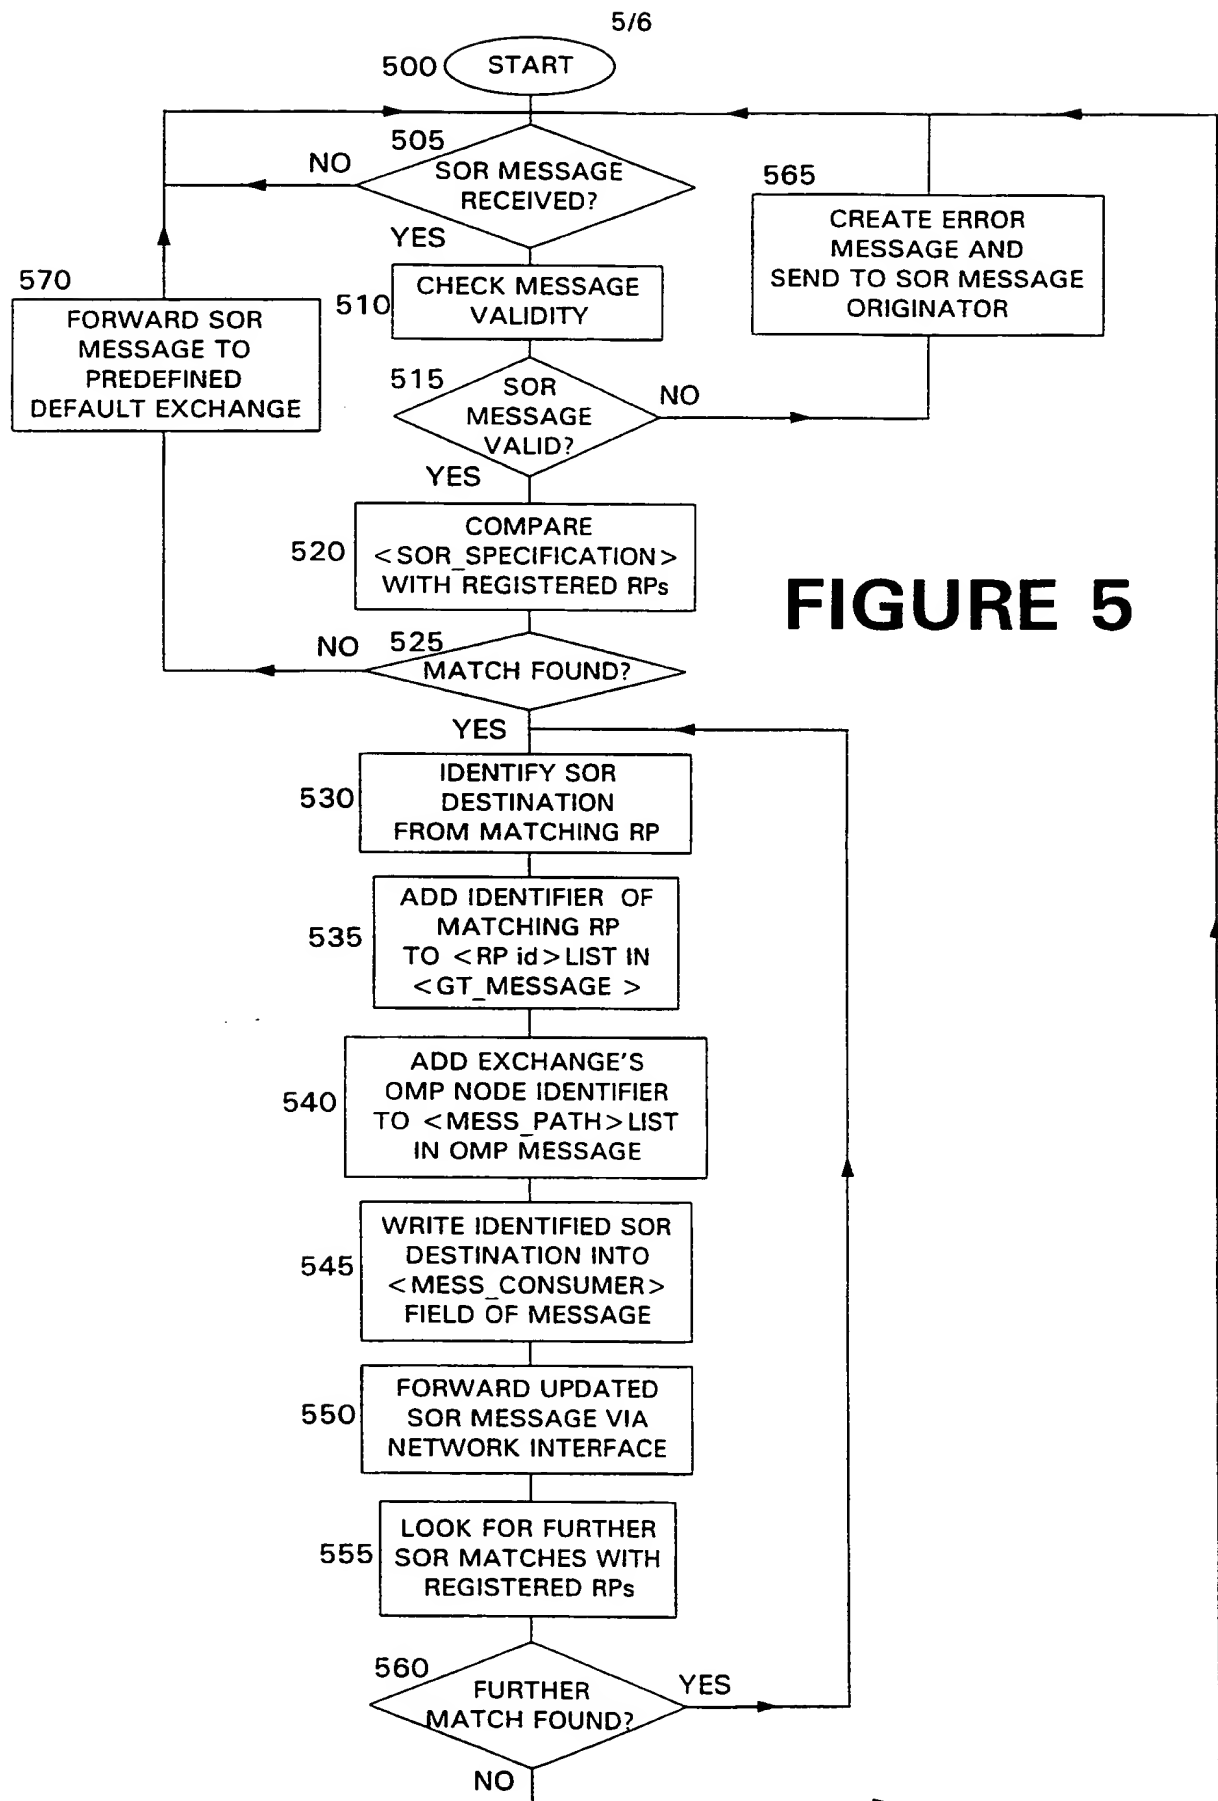 5/6
500
START
505
SOR MESSAGE
RECEIVED?
NO
YES
565
CREATE ERROR
MESSAGE AND
SEND TO SOR MESSAGE
ORIGINATOR
570
FORWARD SOR
MESSAGE TO
PREDEFINED
DEFAULT EXCHANGE
510
CHECK MESSAGE
VALIDITY
515
SOR
MESSAGE
VALID?
NO
YES
520
COMPARE
<SOR_SPECIFICATION>
WITH REGISTERED RPs
FIGURE 5
525
MATCH FOUND?
NO
YES
530
IDENTIFY SOR
DESTINATION
FROM MATCHING RP
535
ADD IDENTIFIER OF
MATCHING RP
TO <RP id> LIST IN
<GT_MESSAGE >
540
ADD EXCHANGE'S
OMP NODE IDENTIFIER
TO <MESS_PATH> LIST
IN OMP MESSAGE
545
WRITE IDENTIFIED SOR
DESTINATION INTO
<MESS_CONSUMER>
FIELD OF MESSAGE
550
FORWARD UPDATED
SOR MESSAGE VIA
NETWORK INTERFACE
555
LOOK FOR FURTHER
SOR MATCHES WITH
REGISTERED RPs
560
FURTHER
MATCH FOUND?
YES
NO